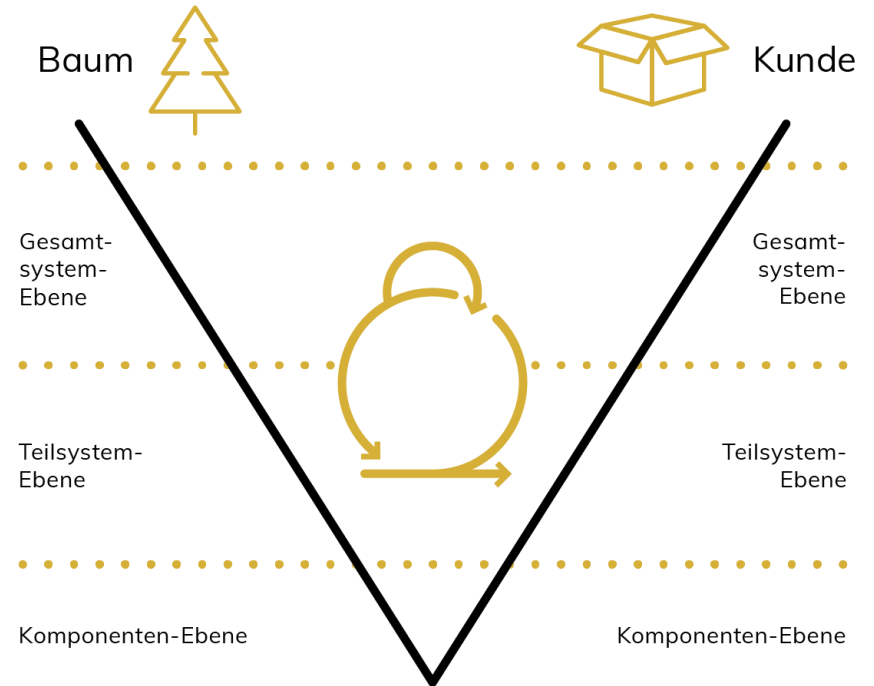 Baum
Kunde
Gesamt-
system-
Ebene
Gesamt-
system-
Ebene
Teilsystem-
Ebene
Teilsystem-
Ebene
Komponenten-Ebene
Komponenten-Ebene